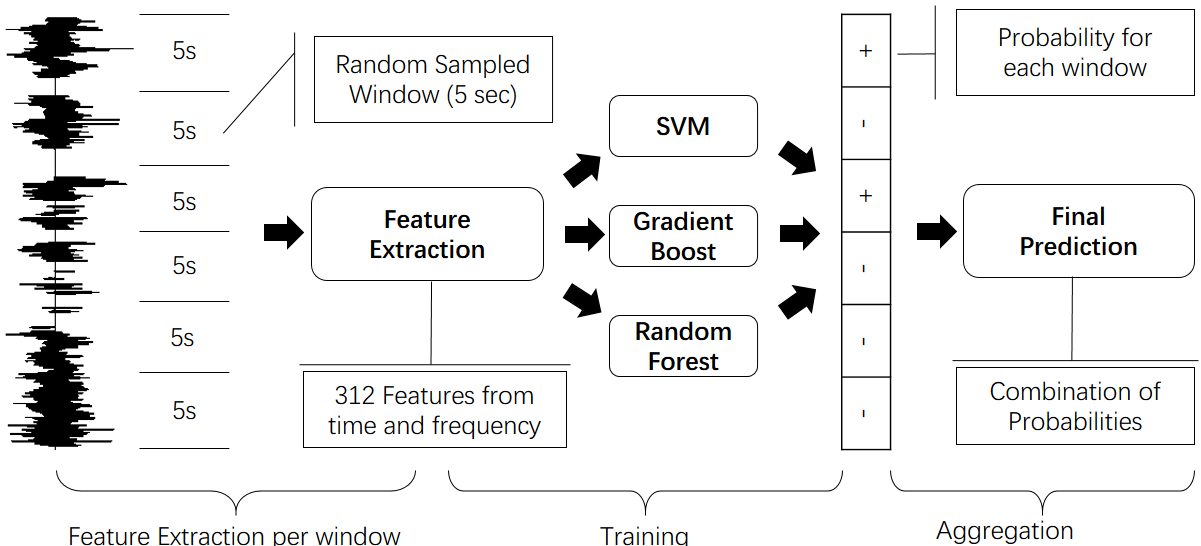 5s
5s
5s
5s
5s
5s
Random Sampled
Window (5 sec)
Feature
Extraction
312 Features from
time and frequency
SVM
Gradient
Boost
Random
Forest
+
-
+
-
-
-
Probability for
each window
Final
Prediction
Combination of
Probabilities
Feature Extraction per window
Training
Aggregation